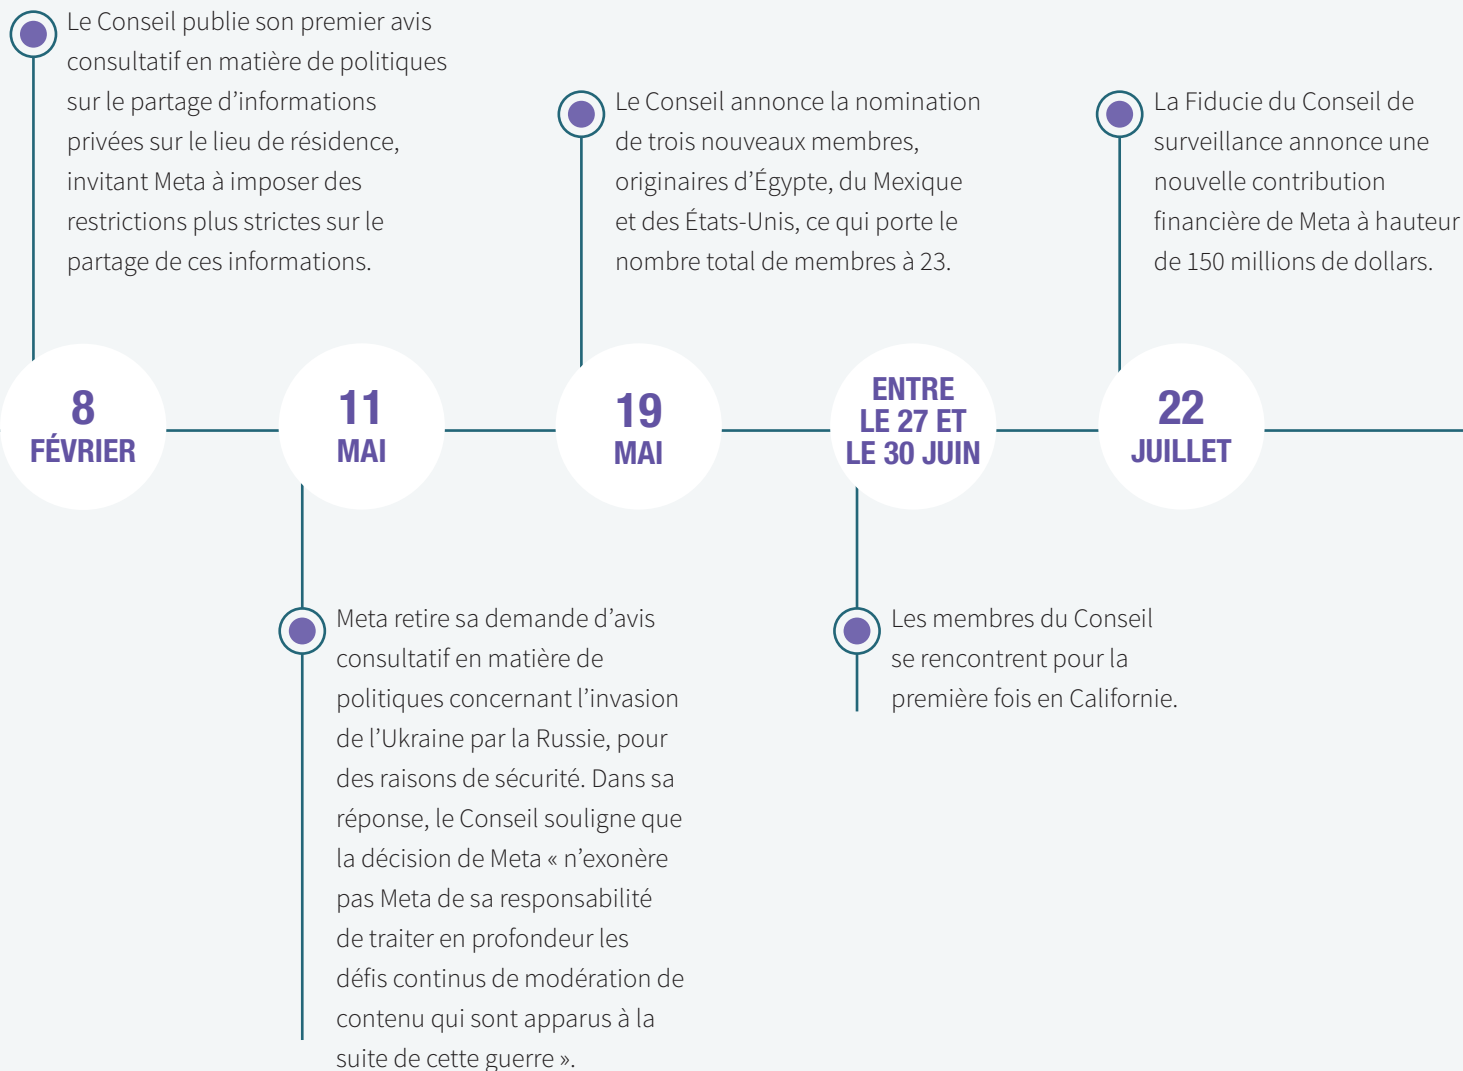 Le Conseil publie son premier avis
consultatif en matière de politiques
sur le partage d’informations
privées sur le lieu de résidence,
invitant Meta à imposer des
restrictions plus strictes sur le
partage de ces informations.
8
FÉVRIER
11
MAI
Meta retire sa demande d’avis
consultatif en matière de
politiques concernant l’invasion
de l’Ukraine par la Russie, pour
des raisons de sécurité. Dans sa
réponse, le Conseil souligne que
la décision de Meta « n’exonère
pas Meta de sa responsabilité
de traiter en profondeur les
défis continus de modération de
contenu qui sont apparus à la
suite de cette guerre ».
Le Conseil annonce la nomination
de trois nouveaux membres,
originaires d’Égypte, du Mexique
et des États-Unis, ce qui porte le
nombre total de membres à 23.
19
MAI
ENTRE
LE 27 ET
LE 30 JUIN
Les membres du Conseil
se rencontrent pour la
première fois en Californie.
La Fiducie du Conseil de
surveillance annonce une
nouvelle contribution
financière de Meta à hauteur
de 150 millions de dollars.
22
JUILLET